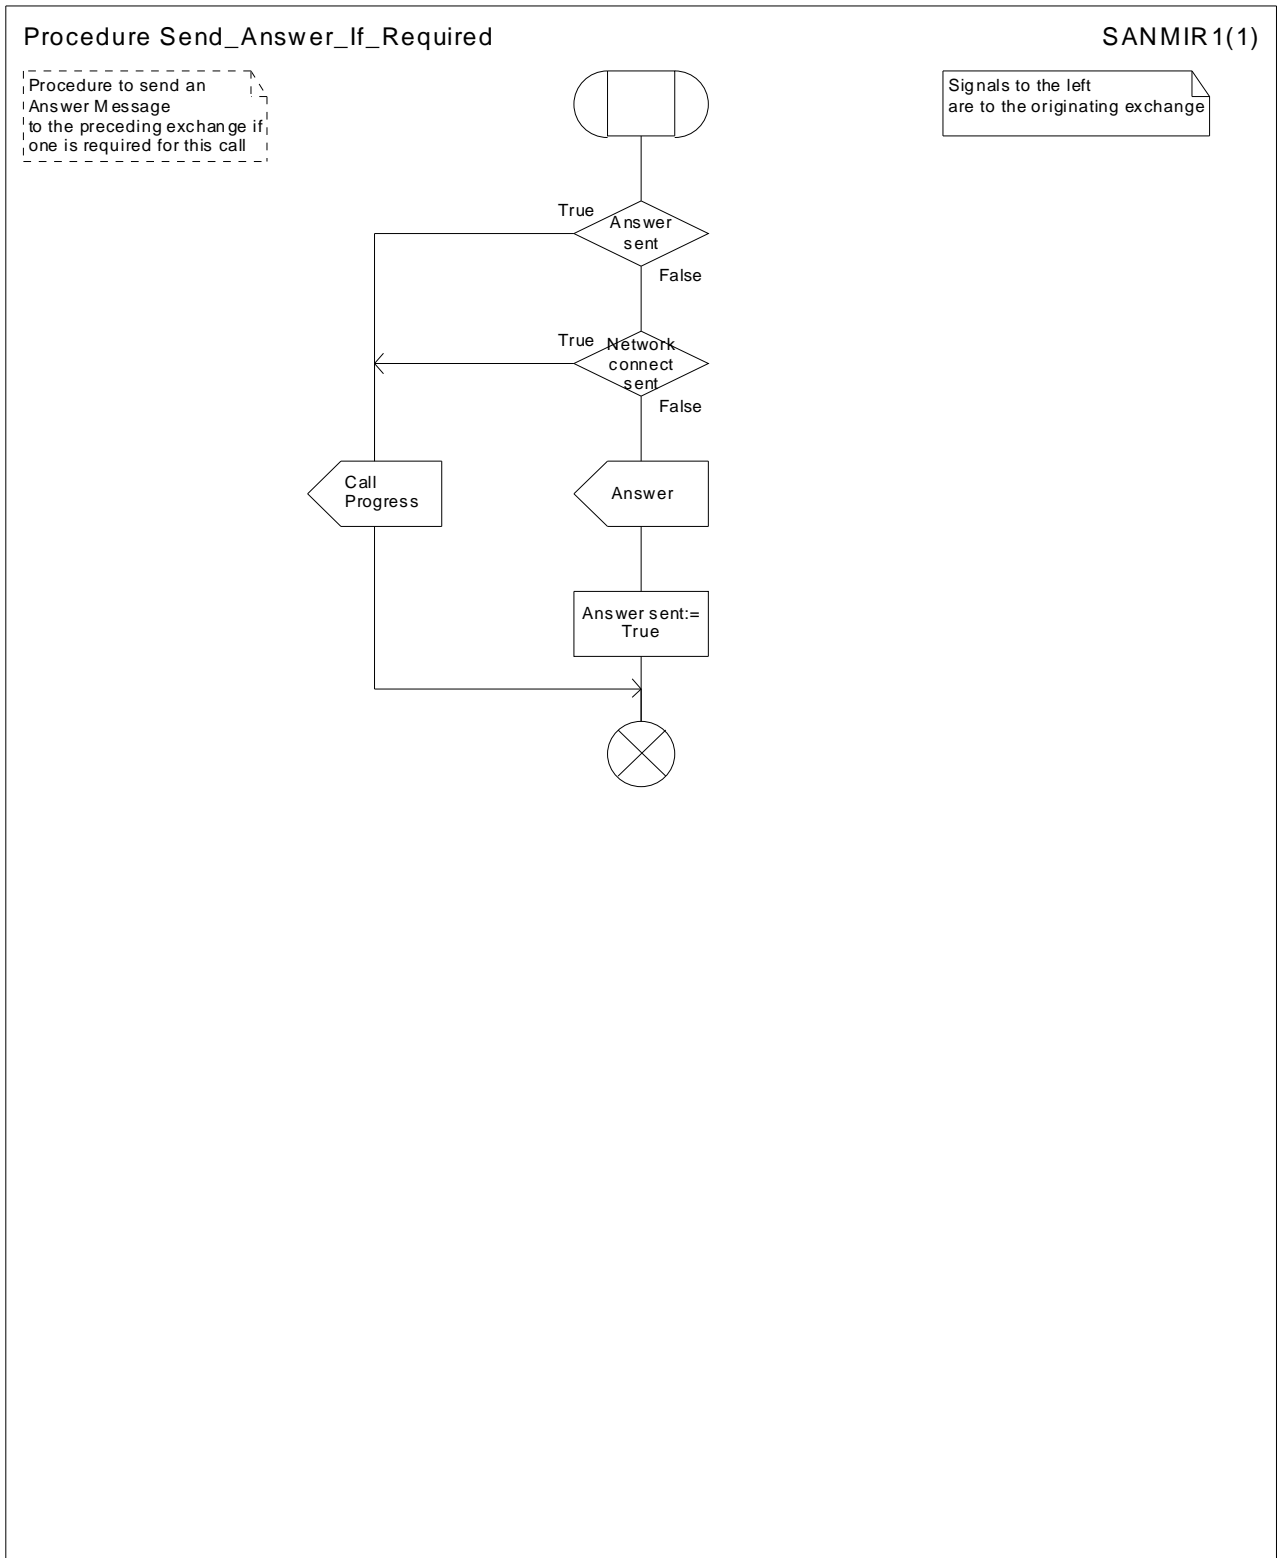 Procedure Send_Answer_If_Required
SANMIR1(1)
Procedure to send an
Answer Message
to the preceding exchange if
one is required for this call
Signals to the left
are to the originating exchange
True
Answer
sent
False
True
Network
connect
sent
False
Call
Progress
Answer
Answer sent:=
True